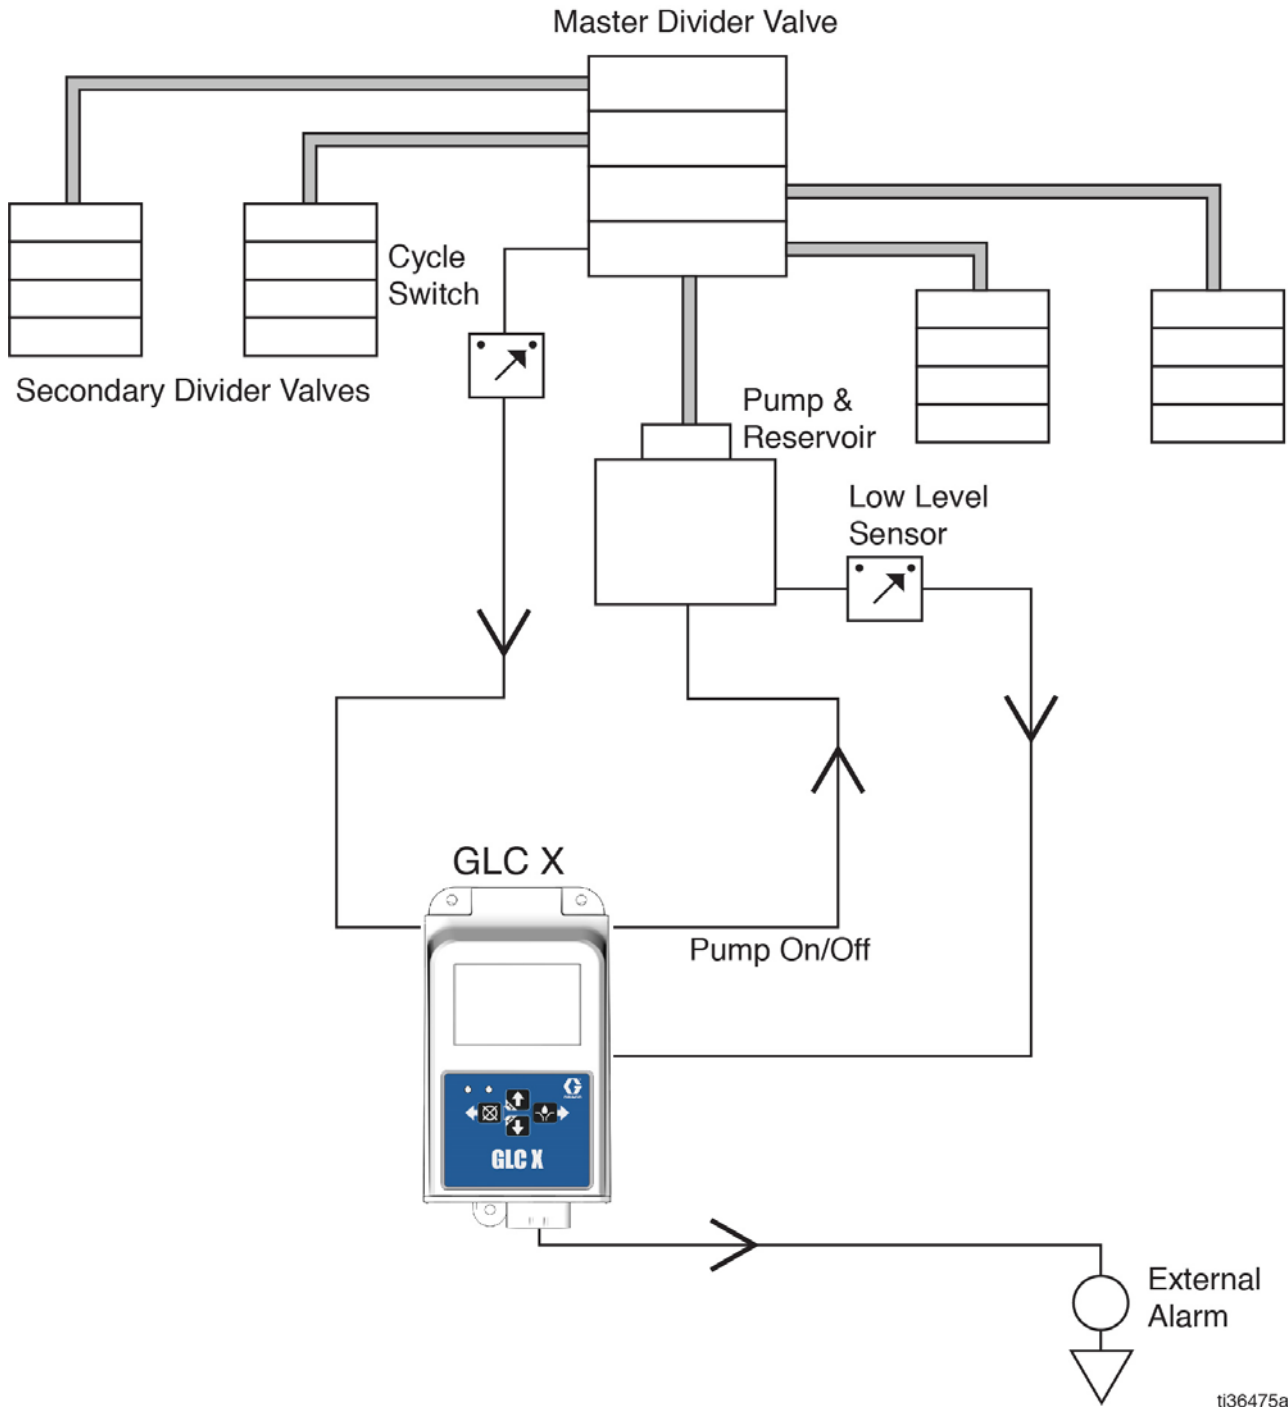 Master Divider Valve
Cycle
Switch
Secondary Divider Valves
Pump &
Reservoir
Low Level
Sensor
GLC X
Pump On/Off
GLC X
External
Alarm
ti36475a